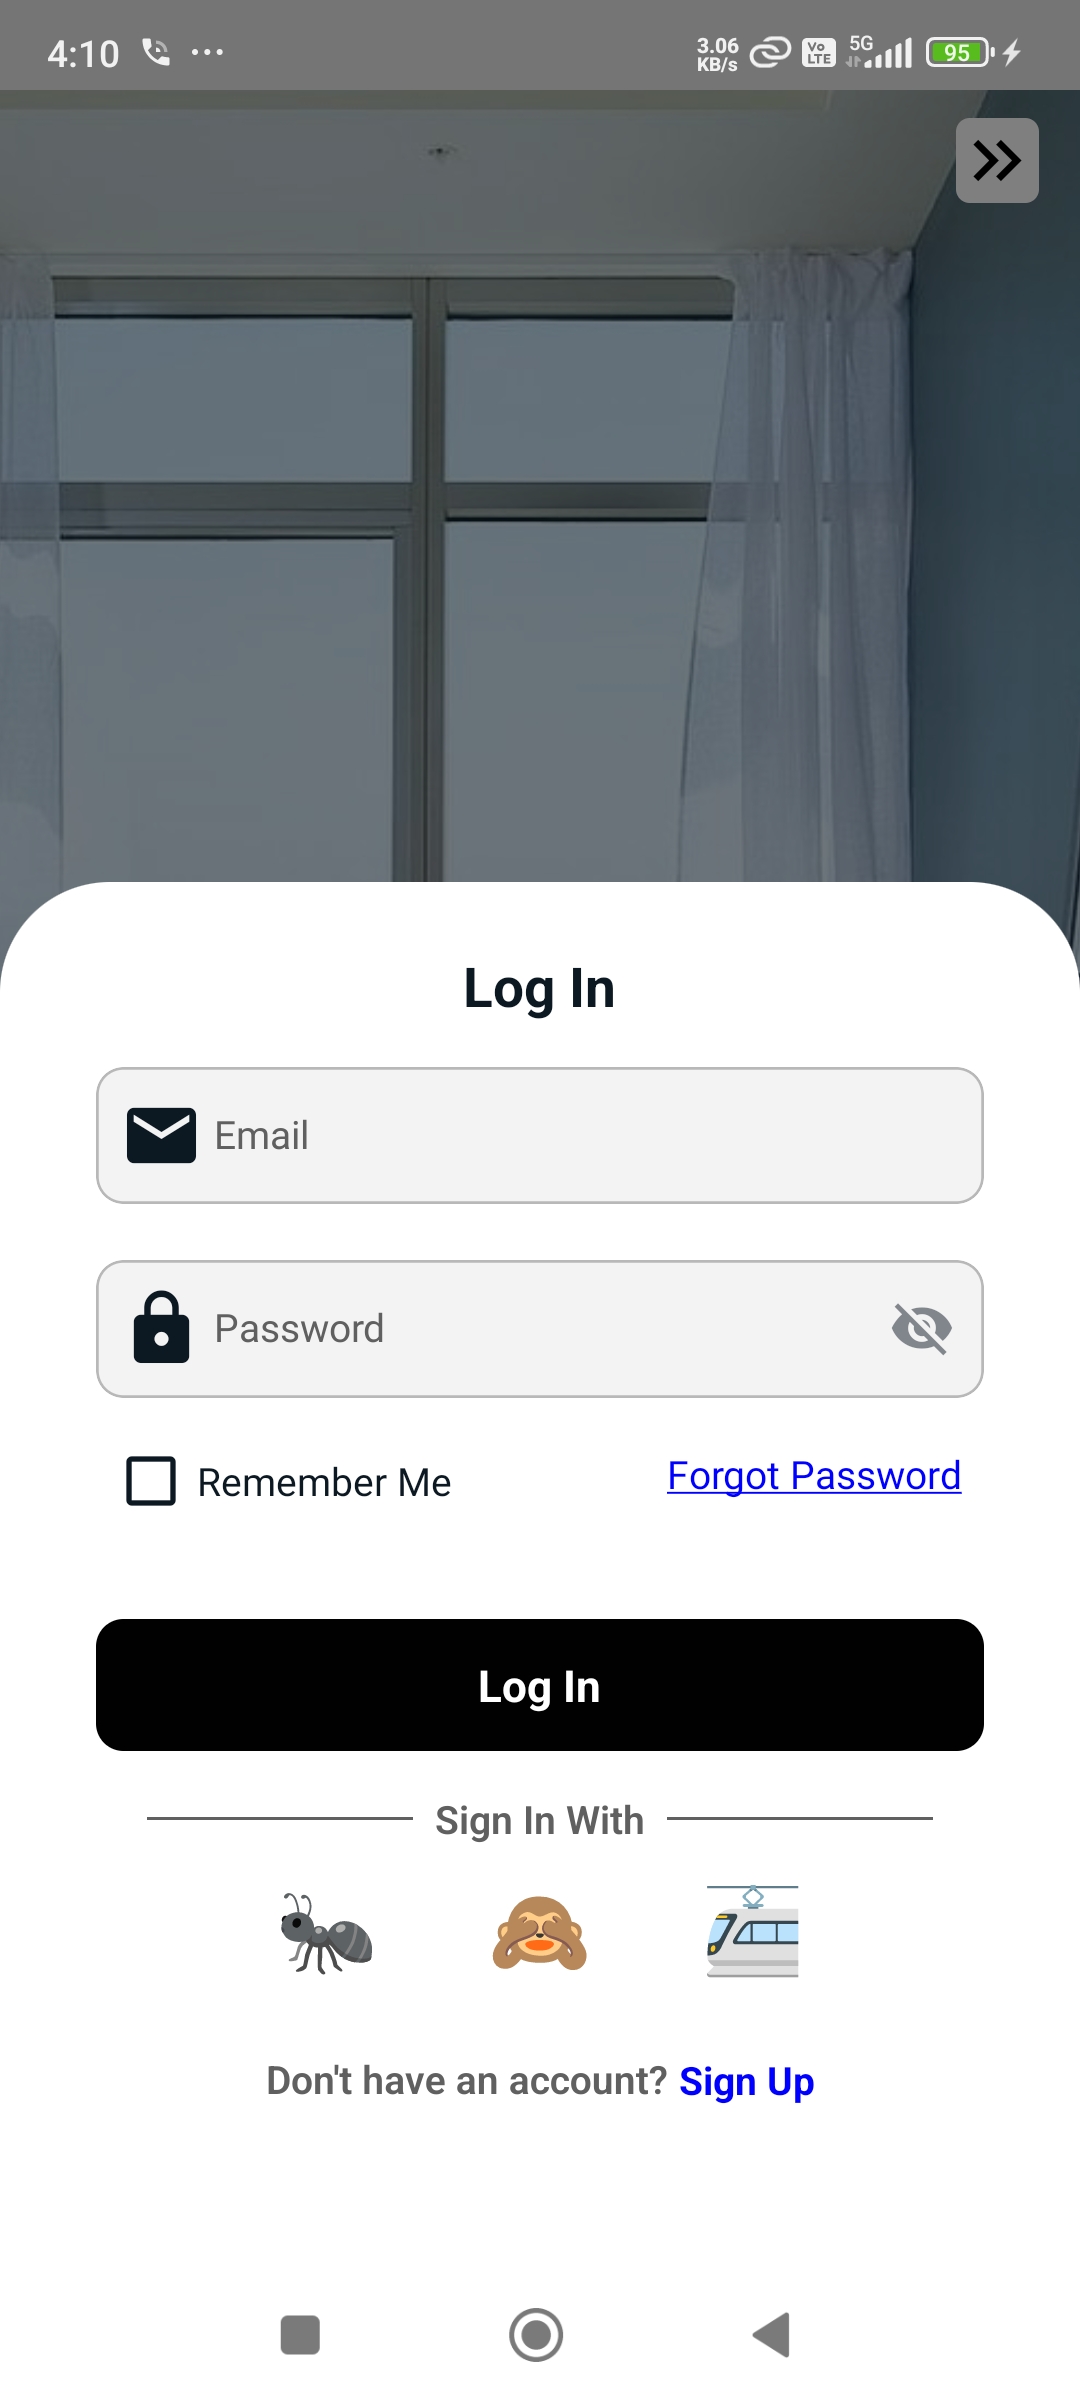 4:10 3.06 KB/s Vo LTE 5G 95
Log In
Email
Password
Remember Me Forgot Password
Log In
Sign In With
Don't have an account? Sign Up